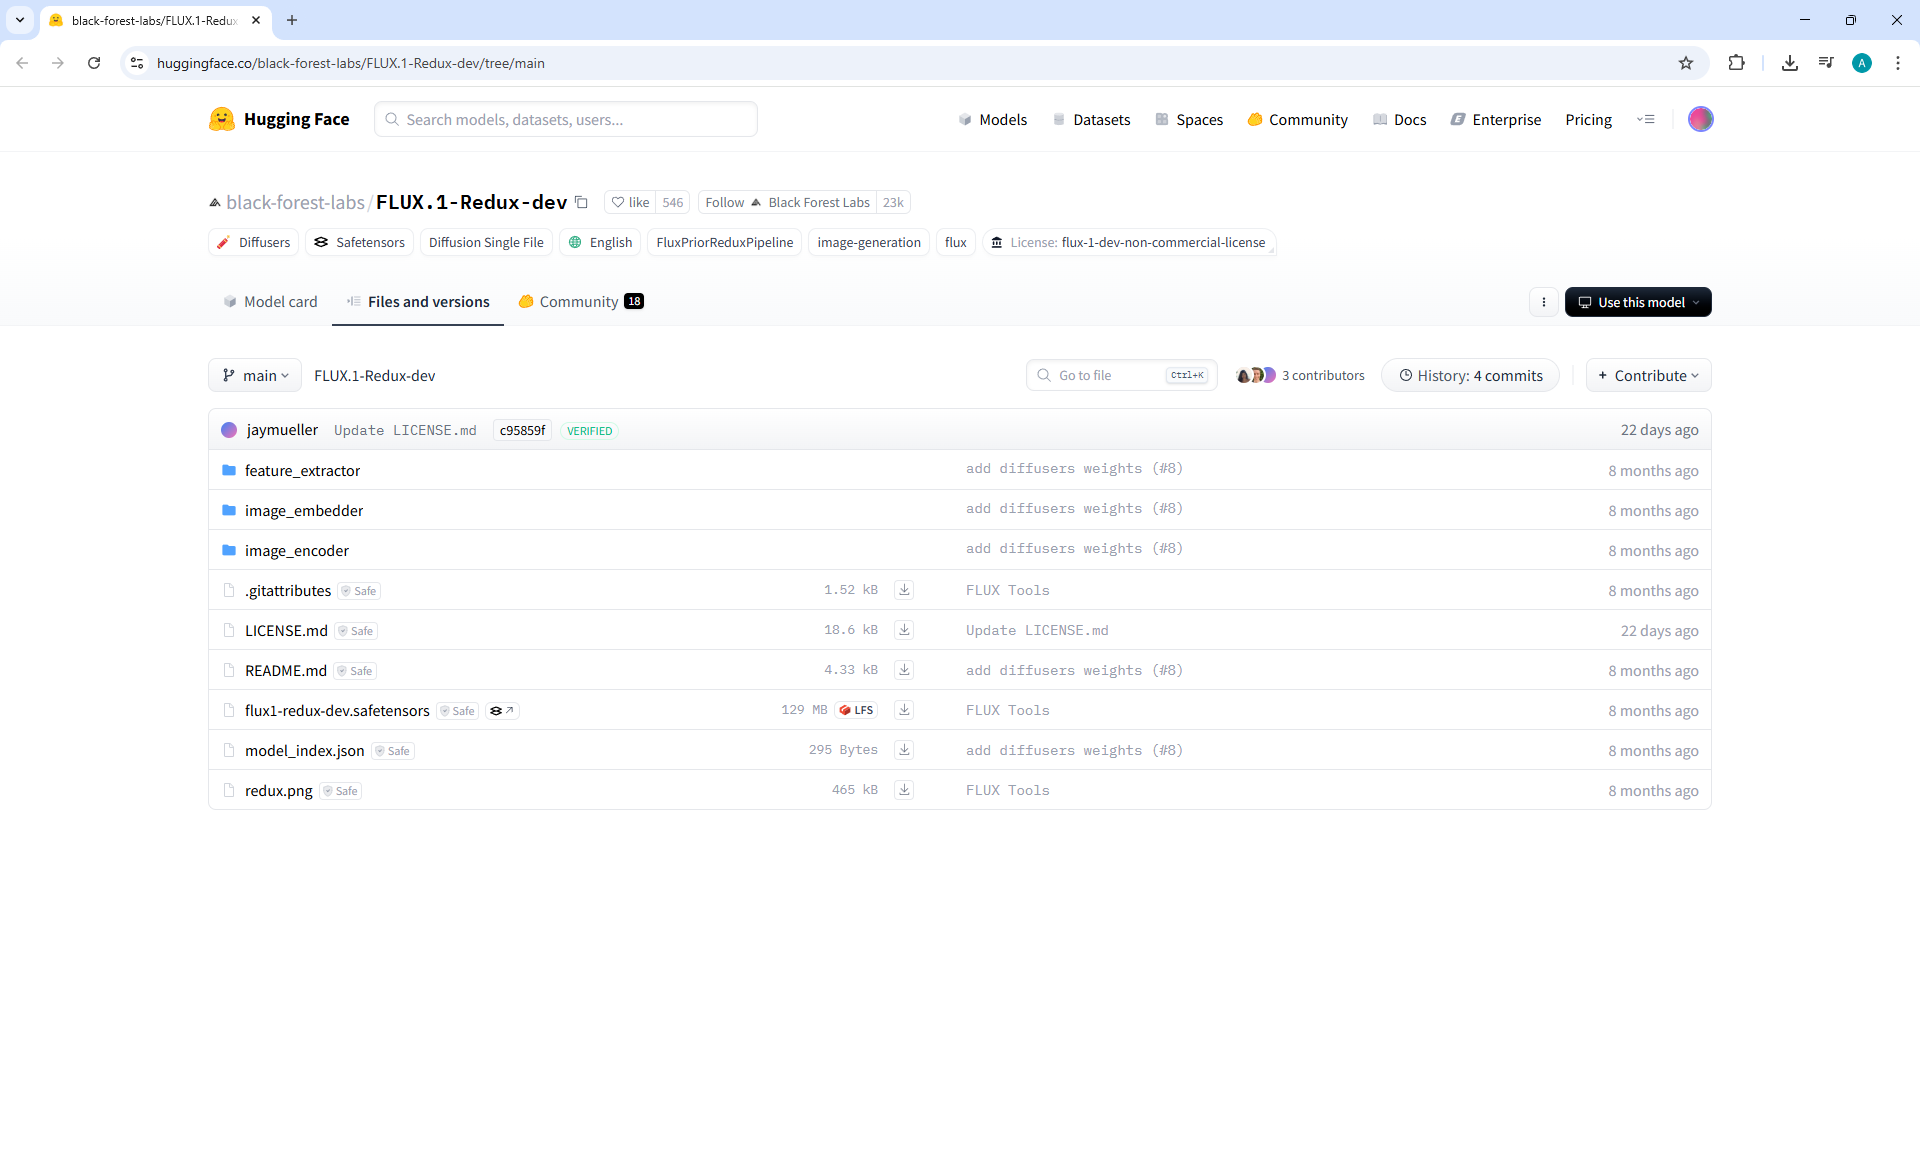 black-forest-labs/FLUX.1-Redux
huggingface.co/black-forest-labs/FLUX.1-Redux-dev/tree/main
A
Hugging Face
Search models, datasets, users...
Models
Datasets
Spaces
Community
Docs
Enterprise
Pricing
black-forest-labs/FLUX.1-Redux-dev
like 546
Follow Black Forest Labs 23k
Diffusers
Safetensors
Diffusion Single File
English
FluxPriorReduxPipeline
image-generation
flux
License: flux-1-dev-non-commercial-license
Model card
Files and versions
Community 18
Use this model
main
FLUX.1-Redux-dev
Go to file Ctrl+K
3 contributors
History: 4 commits
+ Contribute
jaymueller Update LICENSE.md c95859f VERIFIED 22 days ago
feature_extractor add diffusers weights (#8) 8 months ago
image_embedder add diffusers weights (#8) 8 months ago
image_encoder add diffusers weights (#8) 8 months ago
.gitattributes Safe 1.52 kB FLUX Tools 8 months ago
LICENSE.md Safe 18.6 kB Update LICENSE.md 22 days ago
README.md Safe 4.33 kB add diffusers weights (#8) 8 months ago
flux1-redux-dev.safetensors Safe 129 MB LFS FLUX Tools 8 months ago
model_index.json Safe 295 Bytes add diffusers weights (#8) 8 months ago
redux.png Safe 465 kB FLUX Tools 8 months ago